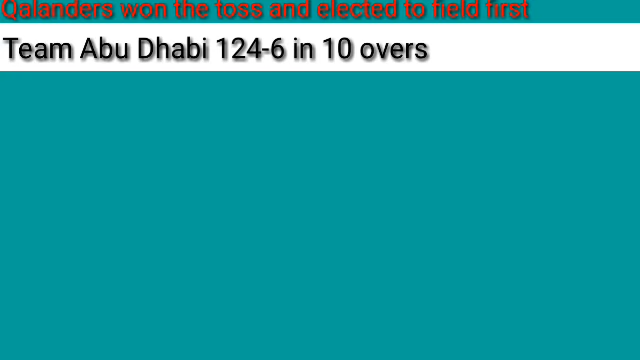 Qalanders won the toss and elected to field first
Team Abu Dhabi 124-6 in 10 overs